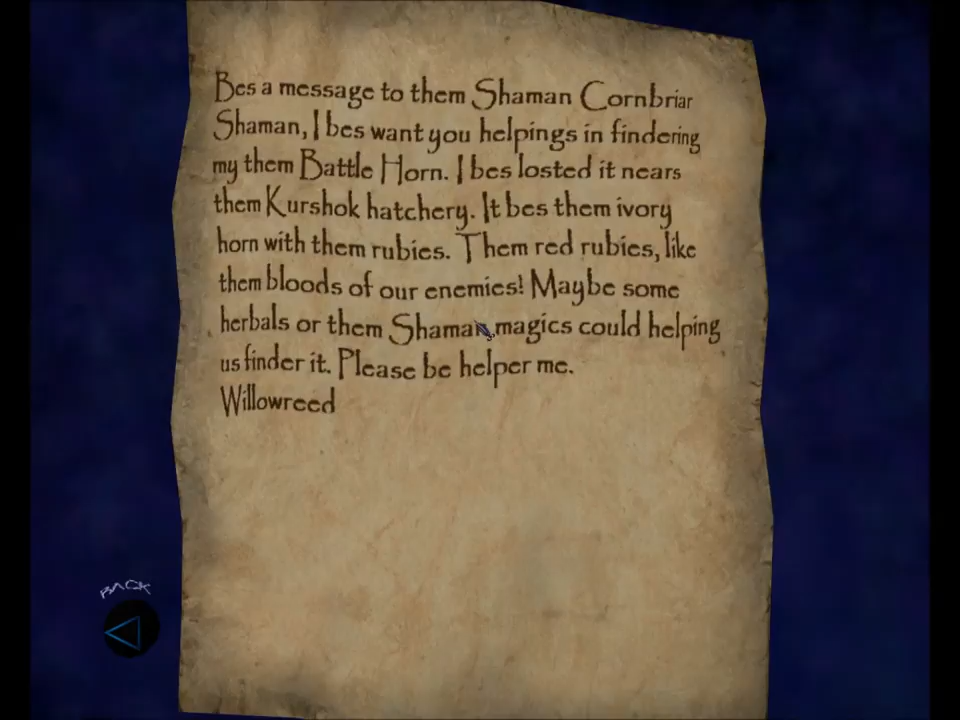 Bes a message to them Shaman Cornbriar
Shaman, I bes want you helpings in findering
my them Battle Horn. I bes losted it nears
them Kurshok hatchery. It bes them ivory
horn with them rubies. Them red rubies, like
them bloods of our enemies! Maybe some
herbals or them Shaman magics could helping
us finder it. Please be helper me.
Willowreed
BACK